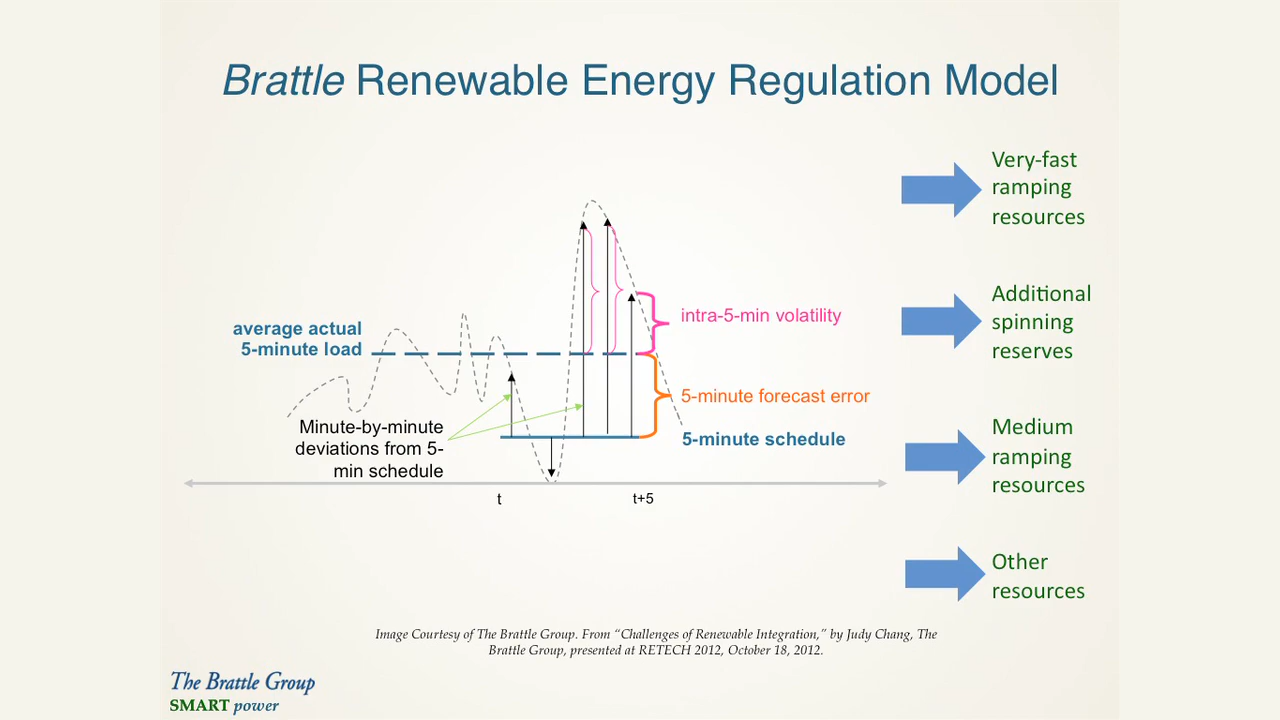 Brattle Renewable Energy Regulation Model
Very-fast
ramping
resources
Additional
spinning
reserves
Medium
ramping
resources
Other
resources
average actual
5-minute load
intra-5-min volatility
5-minute forecast error
5-minute schedule
Minute-by-minute
deviations from 5-
min schedule
t
t+5
Image Courtesy of The Brattle Group. From “Challenges of Renewable Integration,” by Judy Chang, The
Brattle Group, presented at RETECH 2012, October 18, 2012.
The Brattle Group
SMART power